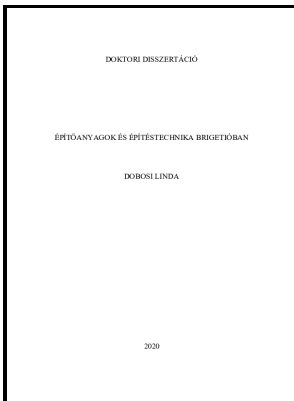 DOKTORI DISSZERTÁCIÓ
ÉPÍTŐANYAGOK ÉS ÉPÍTÉSTECHNIKA BRIGETIÓBAN
DOBOSI LINDA
2020